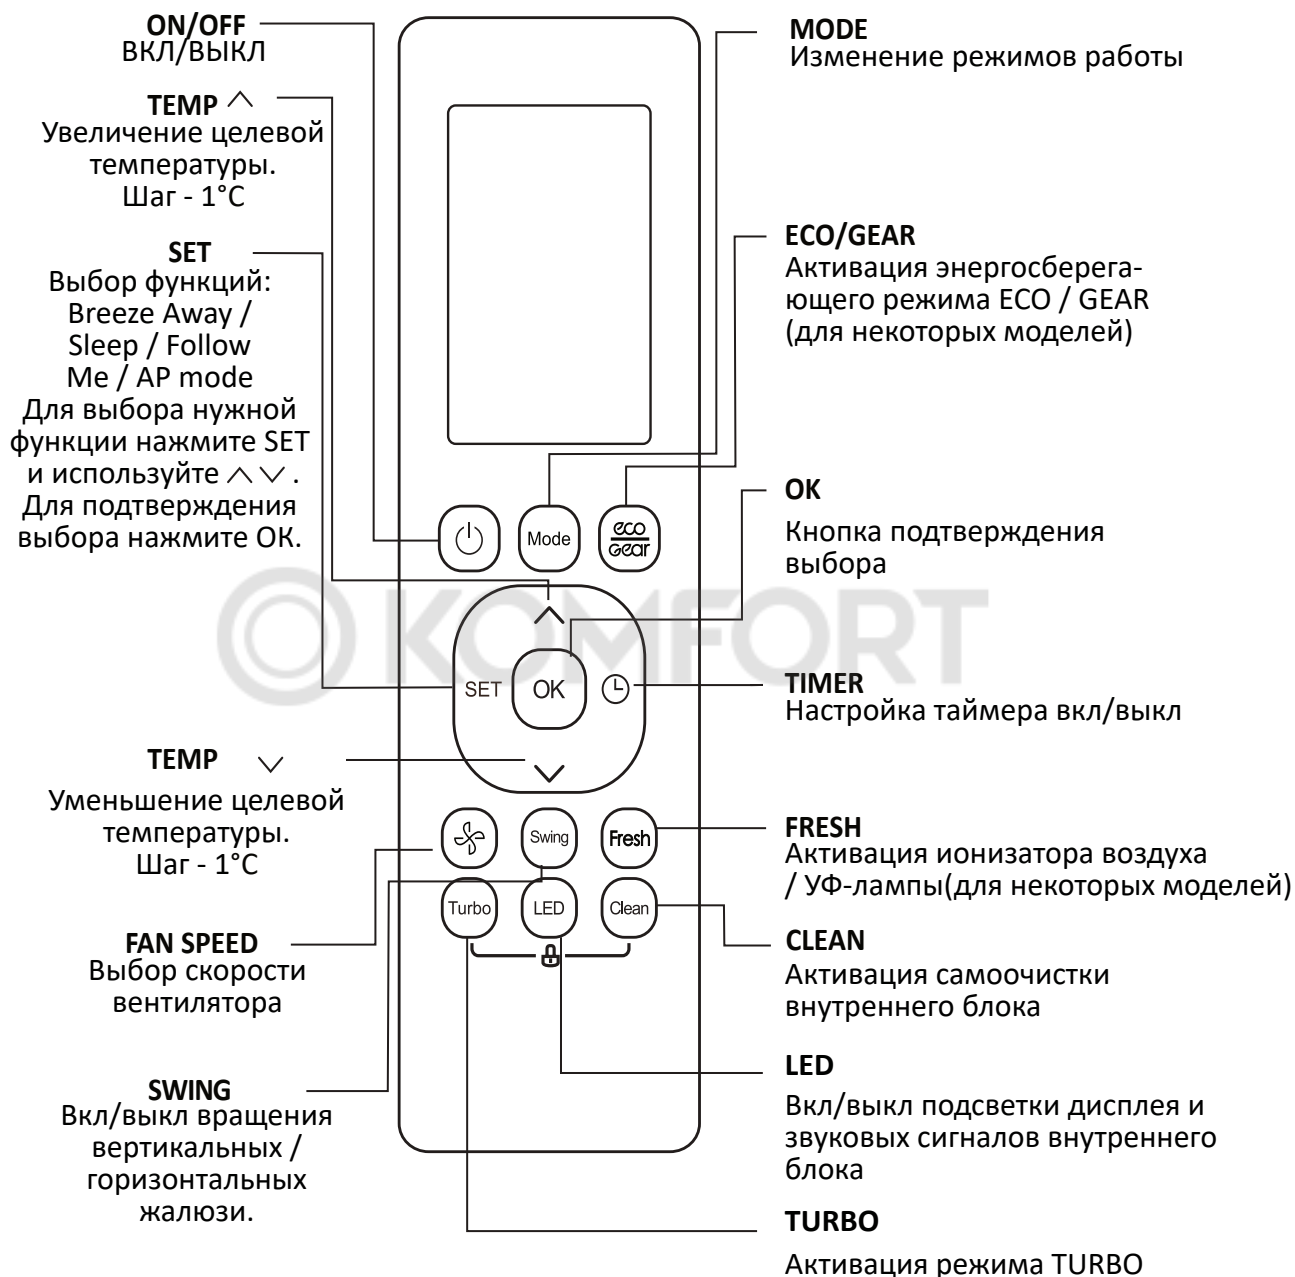 ON/OFF
ВКЛ/ВЫКЛ
TEMP ^
Увеличение целевой
температуры.
Шаг - 1°C
SET
Выбор функций:
Breeze Away /
Sleep / Follow
Me / AP mode
Для выбора нужной
функции нажмите SET
и используйте ∧ ∨ .
Для подтверждения
выбора нажмите ОК.
TEMP ∨
Уменьшение целевой
температуры.
Шаг - 1°C
FAN SPEED
Выбор скорости
вентилятора
SWING
Вкл/выкл вращения
вертикальных /
горизонтальных
жалюзи.
Mode
eco
Gear
SET
OK
Swing
Fresh
Turbo
LED
Clean
KOMFORT
MODE
Изменение режимов работы
ECO/GEAR
Активация энергосберега-
ющего режима ECO / GEAR
(для некоторых моделей)
OK
Кнопка подтверждения
выбора
TIMER
Настройка таймера вкл/выкл
FRESH
Активация ионизатора воздуха
/ УФ-лампы(для некоторых моделей)
CLEAN
Активация самоочистки
внутреннего блока
LED
Вкл/выкл подсветки дисплея и
звуковых сигналов внутреннего
блока
TURBO
Активация режима TURBO